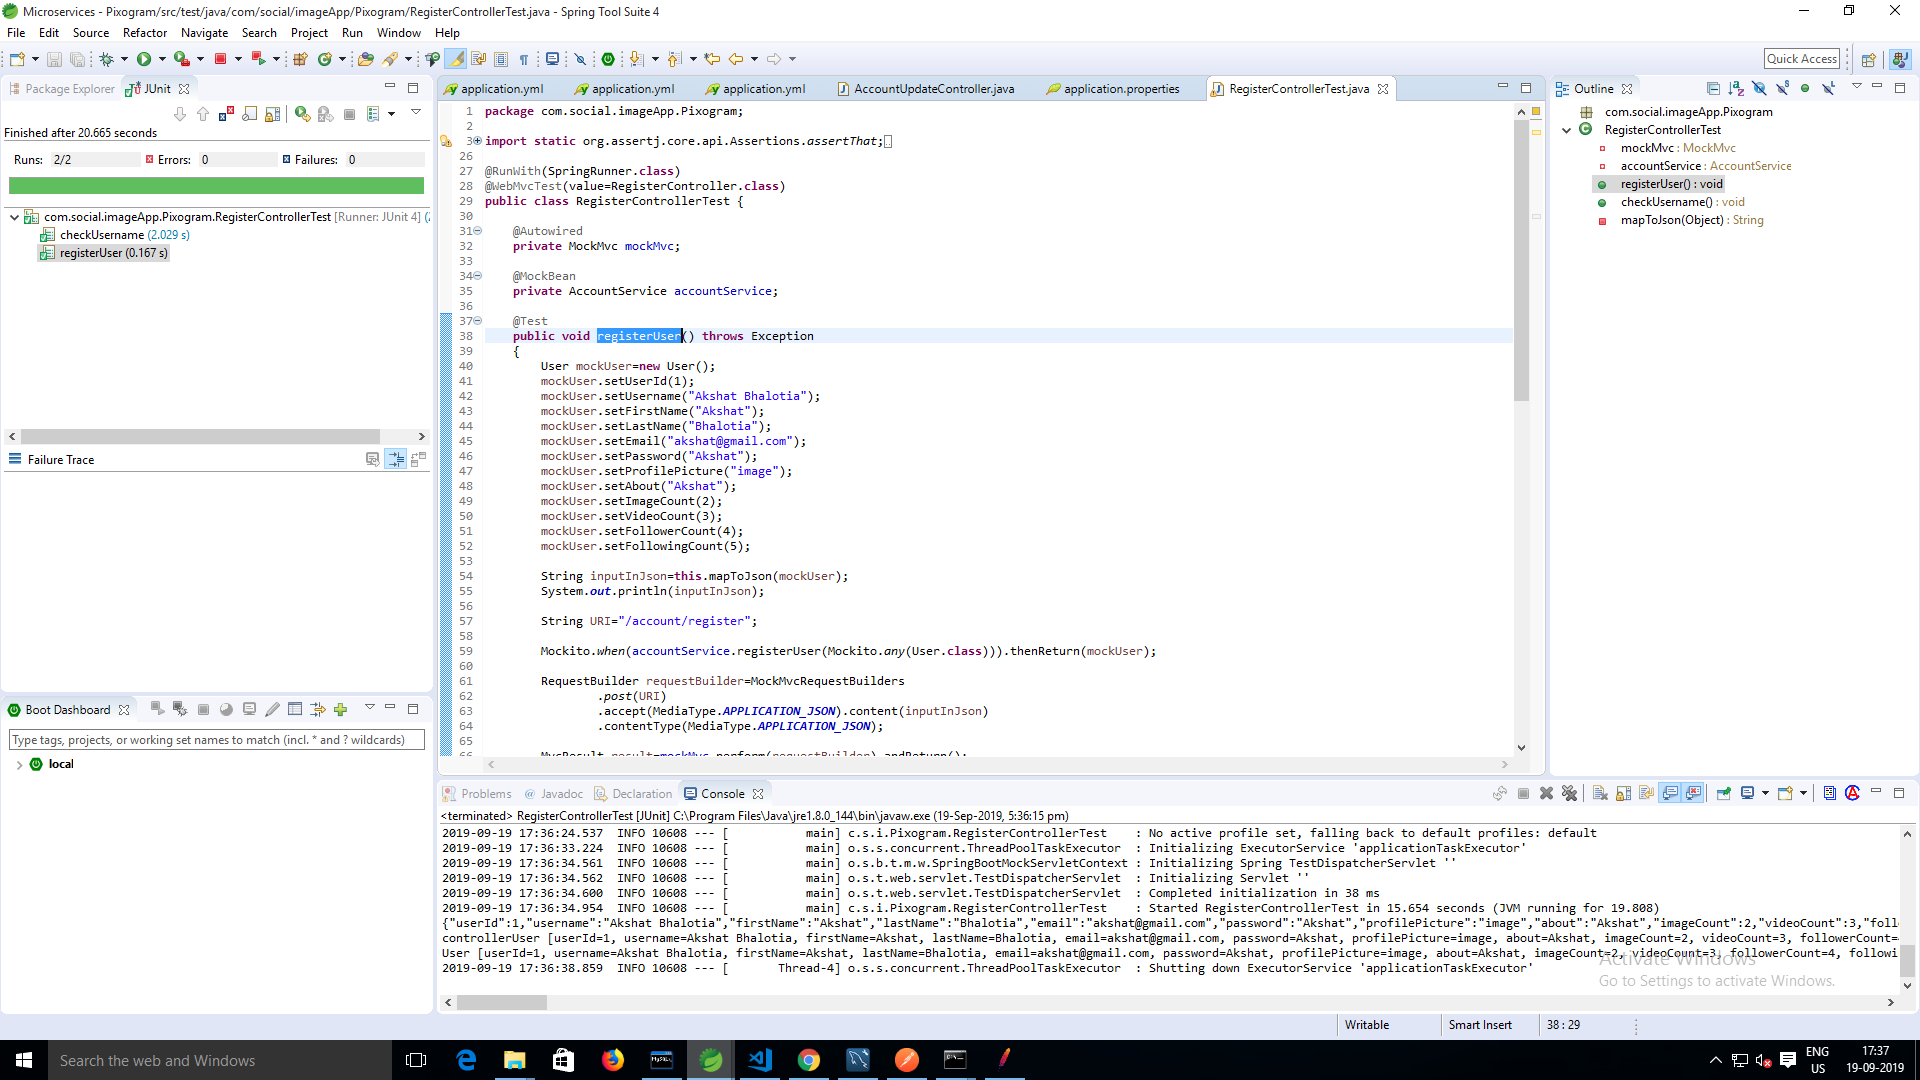 Microservices - Pixogram/src/test/java/com/social/imageApp/Pixogram/RegisterControllerTest.java - Spring Tool Suite 4
File Edit Source Refactor Navigate Search Project Run Window Help
Quick Access
Package Explorer JUnit
Finished after 20.665 seconds
Runs: 2/2 Errors: 0 Failures: 0
com.social.imageApp.Pixogram.RegisterControllerTest [Runner: JUnit 4] (
checkUsername (2.029 s)
registerUser (0.167 s)
Failure Trace
Boot Dashboard
Type tags, projects, or working set names to match (incl. * and ? wildcards)
local
application.yml application.yml application.yml AccountUpdateController.java application.properties RegisterControllerTest.java
1 package com.social.imageApp.Pixogram;
2
3 import static org.assertj.core.api.Assertions.assertThat;
26
27 @RunWith(SpringRunner.class)
28 @WebMvcTest(value=RegisterController.class)
29 public class RegisterControllerTest {
30
31 @Autowired
32 private MockMvc mockMvc;
33
34 @MockBean
35 private AccountService accountService;
36
37 @Test
38 public void registerUser() throws Exception
39 {
40 User mockUser=new User();
41 mockUser.setUserId(1);
42 mockUser.setUsername("Akshat Bhalotia");
43 mockUser.setFirstName("Akshat");
44 mockUser.setLastName("Bhalotia");
45 mockUser.setEmail("akshat@gmail.com");
46 mockUser.setPassword("Akshat");
47 mockUser.setProfilePicture("image");
48 mockUser.setAbout("Akshat");
49 mockUser.setImageCount(2);
50 mockUser.setVideoCount(3);
51 mockUser.setFollowerCount(4);
52 mockUser.setFollowingCount(5);
53
54 String inputInJson=this.mapToJson(mockUser);
55 System.out.println(inputInJson);
56
57 String URI="/account/register";
58
59 Mockito.when(accountService.registerUser(Mockito.any(User.class))).thenReturn(mockUser);
60
61 RequestBuilder requestBuilder=MockMvcRequestBuilders
62 .post(URI)
63 .accept(MediaType.APPLICATION_JSON).content(inputInJson)
64 .contentType(MediaType.APPLICATION_JSON);
65
66 MvcResult result=mockMvc.perform(requestBuilder).andReturn();
Outline
com.social.imageApp.Pixogram
RegisterControllerTest
mockMvc : MockMvc
accountService : AccountService
registerUser() : void
checkUsername() : void
mapToJson(Object) : String
Problems Javadoc Declaration Console
<terminated> RegisterControllerTest [JUnit] C:\Program Files\Java\jre1.8.0_144\bin\javaw.exe (19-Sep-2019, 5:36:15 pm)
2019-09-19 17:36:24.537 INFO 10608 --- [ main] c.s.i.Pixogram.RegisterControllerTest : No active profile set, falling back to default profiles: default
2019-09-19 17:36:33.224 INFO 10608 --- [ main] o.s.s.concurrent.ThreadPoolTaskExecutor : Initializing ExecutorService 'applicationTaskExecutor'
2019-09-19 17:36:34.561 INFO 10608 --- [ main] o.s.b.t.m.w.SpringBootMockServletContext : Initializing Spring TestDispatcherServlet ''
2019-09-19 17:36:34.562 INFO 10608 --- [ main] o.s.t.web.servlet.TestDispatcherServlet : Initializing Servlet ''
2019-09-19 17:36:34.600 INFO 10608 --- [ main] o.s.t.web.servlet.TestDispatcherServlet : Completed initialization in 38 ms
2019-09-19 17:36:34.954 INFO 10608 --- [ main] c.s.i.Pixogram.RegisterControllerTest : Started RegisterControllerTest in 15.654 seconds (JVM running for 19.808)
{"userId":1,"username":"Akshat Bhalotia","firstName":"Akshat","lastName":"Bhalotia","email":"akshat@gmail.com","password":"Akshat","profilePicture":"image","about":"Akshat","imageCount":2,"videoCount":3,"foll
controllerUser [userId=1, username=Akshat Bhalotia, firstName=Akshat, lastName=Bhalotia, email=akshat@gmail.com, password=Akshat, profilePicture=image, about=Akshat, imageCount=2, videoCount=3, followerCount=
User [userId=1, username=Akshat Bhalotia, firstName=Akshat, lastName=Bhalotia, email=akshat@gmail.com, password=Akshat, profilePicture=image, about=Akshat, imageCount=2, videoCount=3, followerCount=4, followi
2019-09-19 17:36:38.859 INFO 10608 --- [ Thread-4] o.s.s.concurrent.ThreadPoolTaskExecutor : Shutting down ExecutorService 'applicationTaskExecutor'
Activate Windows
Go to Settings to activate Windows.
Writable Smart Insert 38 : 29
Search the web and Windows
ENG
US
17:37
19-09-2019